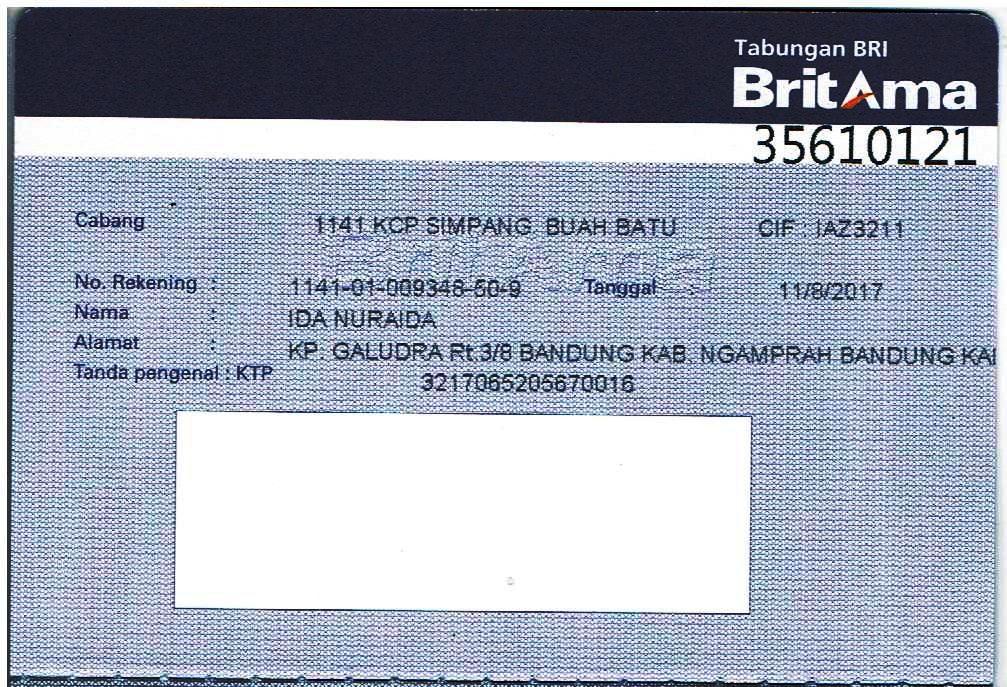 Tabungan BRI
BritAma
35610121
Cabang 1141 KCP SIMPANG BUAH BATU CIF : IAZ3211
No. Rekening : 1141-01-009348-50-9 Tanggal : 11/8/2017
Nama : IDA NURAIDA
Alamat : KP. GALUDRA Rt.3/8 BANDUNG KAB. NGAMPRAH BANDUNG KA
Tanda pengenal : KTP 3217065205670016